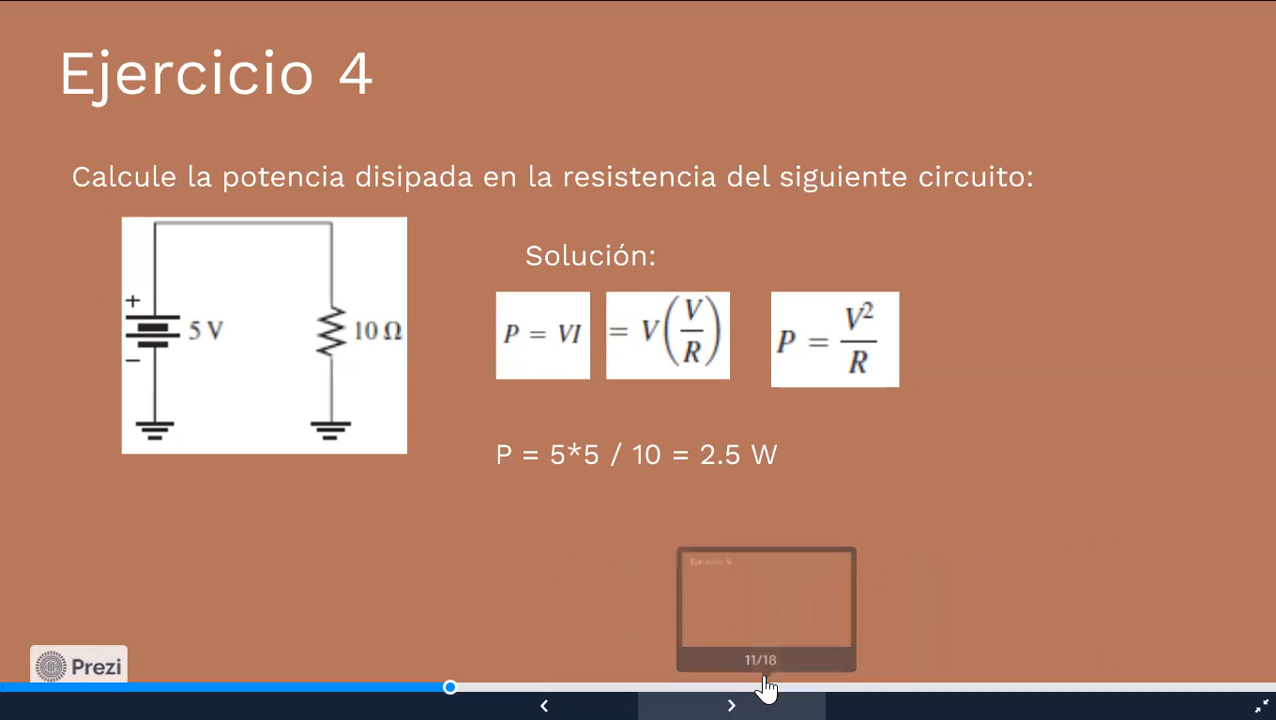 Ejercicio 4
Calcule la potencia disipada en la resistencia del siguiente circuito:
Solución:
+
5 V
10 Ω
−
P = VI
= V(V/R)
P = V²/R
P = 5*5 / 10 = 2.5 W
11/18
Prezi